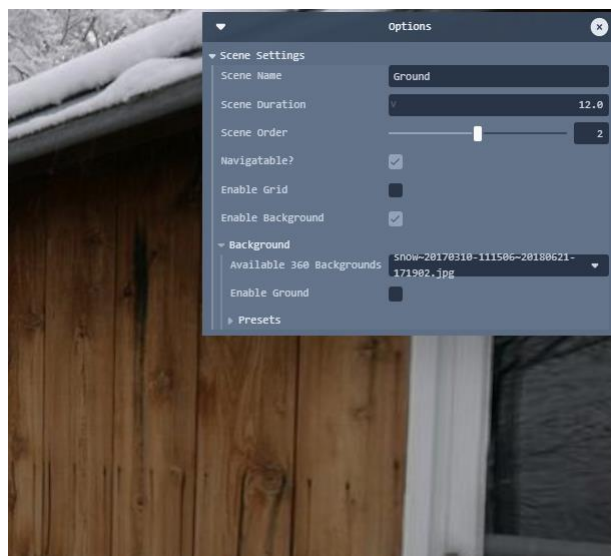 Options
Scene Settings
Scene Name Ground
Scene Duration 12.0
Scene Order 2
Navigatable?
Enable Grid
Enable Background
Background
Available 360 Backgrounds snow~20170310-111506~20180621-
171902.jpg
Enable Ground
Presets